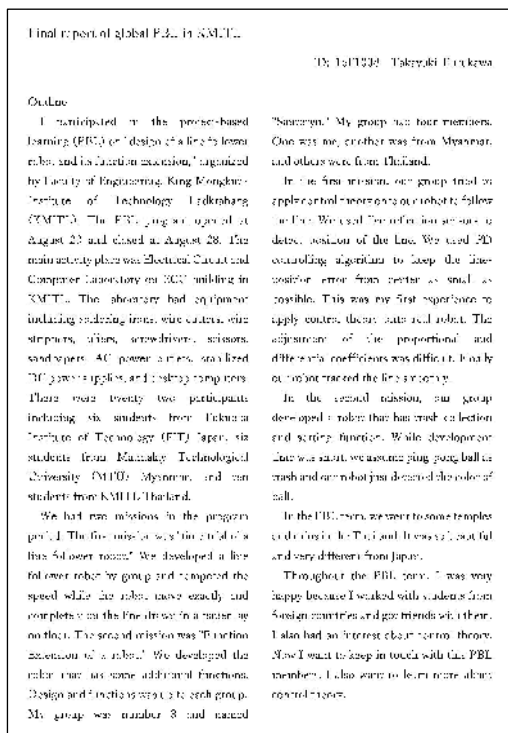 Final report of global PBL in KMITL
Takayuki
Outline
I participated in the project-based
learning (PBL) on "design of a line follower
robot and its function extension," organized
by Faculty of Engineering, King Mongkut's
Institute of Technology Ladkrabang
(KMITL). The PBL program opened at
August 20 and closed at August 28. The
main activity place was Electrical Circuit and
Computer Laboratory on ECC building in
KMITL. The laboratory had equipment
including soldering irons, wire cutters, wire
strippers, pliers, screwdrivers, scissors,
sandpapers, AC power outlets, stabilized
DC power supplies, and desktop computers.
There were twenty two participants
including six students from Fukuoka
Institute of Technology (FIT) Japan, six
students from Mandalay Technological
University (MTU) Myanmar, and ten
students from KMITL Thailand.
We had two missions in the program
period. The first mission was "time trial of a
line follower robot." We developed a line
follower robot by group and competed the
speed while the robot move exactly and
completely on the line drawn in a
on floor. The second mission was "Function
Extension of a robot." We developed the
robot that has some additional functions.
Design and functions was up to each group.
My group was number 3 and named
My group had four members.
One was me, another was from Myanmar,
and others were from Thailand.
In the first mission, our group tried to
apply control theory onto our robot to follow
the line. We used line reflection sensors to
detect position of the line. We used PD
controlling algorithm to keep the line-
position error from center as small as
possible. This was my first experience to
apply control theory onto real robot. The
adjustment of the proportional and
differential coefficients was difficult. Finally
our robot tracked the line smoothly.
In the second mission, our group
developed a robot that has trash collection
and sorting function. While development
time was short, we assume ping-pong ball as
trash and our robot just detected the color of
ball.
In the PBL term, we went to some temples
and ruins in the Thailand. It was so beautiful
and very different from Japan.
Throughout the PBL term, I was very
happy because I worked with students from
foreign countries and got friends with them.
I also had an interest about control theory.
Now I want to keep in touch with this PBL
members. I also want to learn more about
control theory.